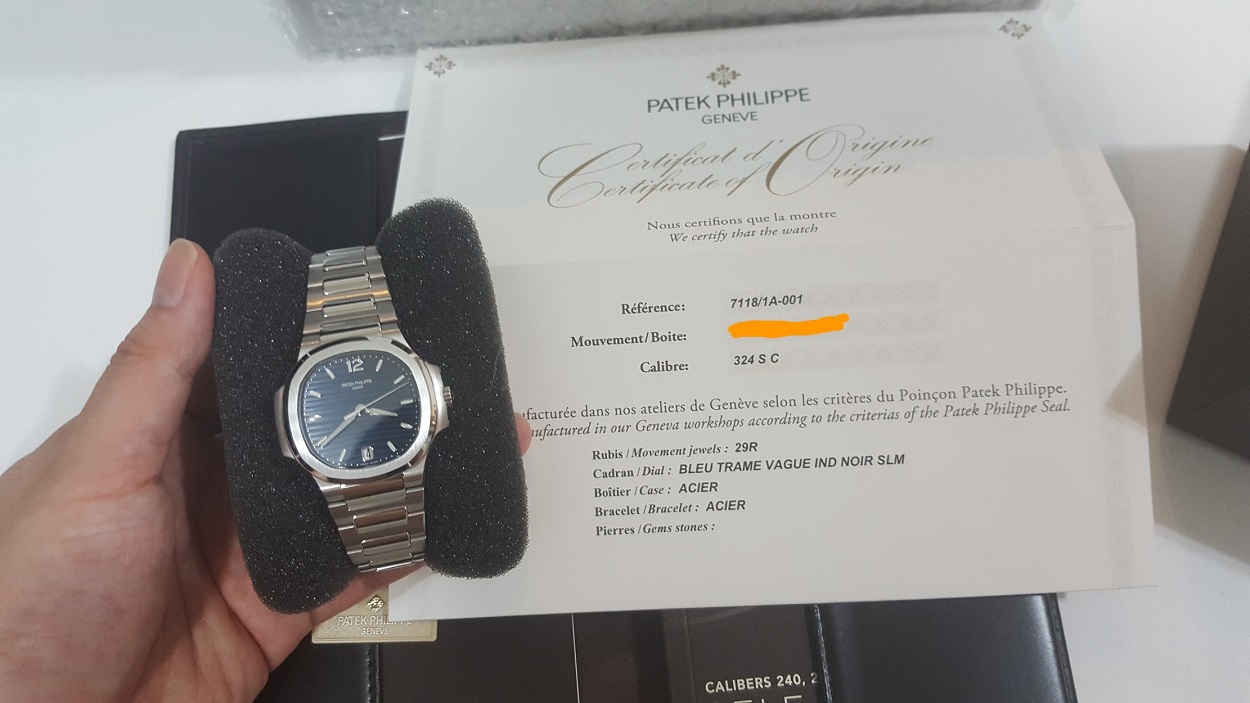 PATEK PHILIPPE
GENEVE
Certificat d'Origine
Certificate of Origin
Nous certifions que la montre
We certify that the watch
Référence: 7118/1A-001
Mouvement/Boite:
Calibre: 324 S C
ufacturée dans nos ateliers de Genève selon les critères du Poinçon Patek Philippe.
nufactured in our Geneva workshops according to the criterias of the Patek Philippe Seal.
Rubis / Movement jewels : 29R
Cadran / Dial : BLEU TRAME VAGUE IND NOIR SLM
Boîtier / Case : ACIER
Bracelet / Bracelet : ACIER
Pierres / Gems stones :
12
PATEK PHILIPPE
GENEVE
6
PATEK PHILIPPE
GENEVE
CALIBERS 240, 2